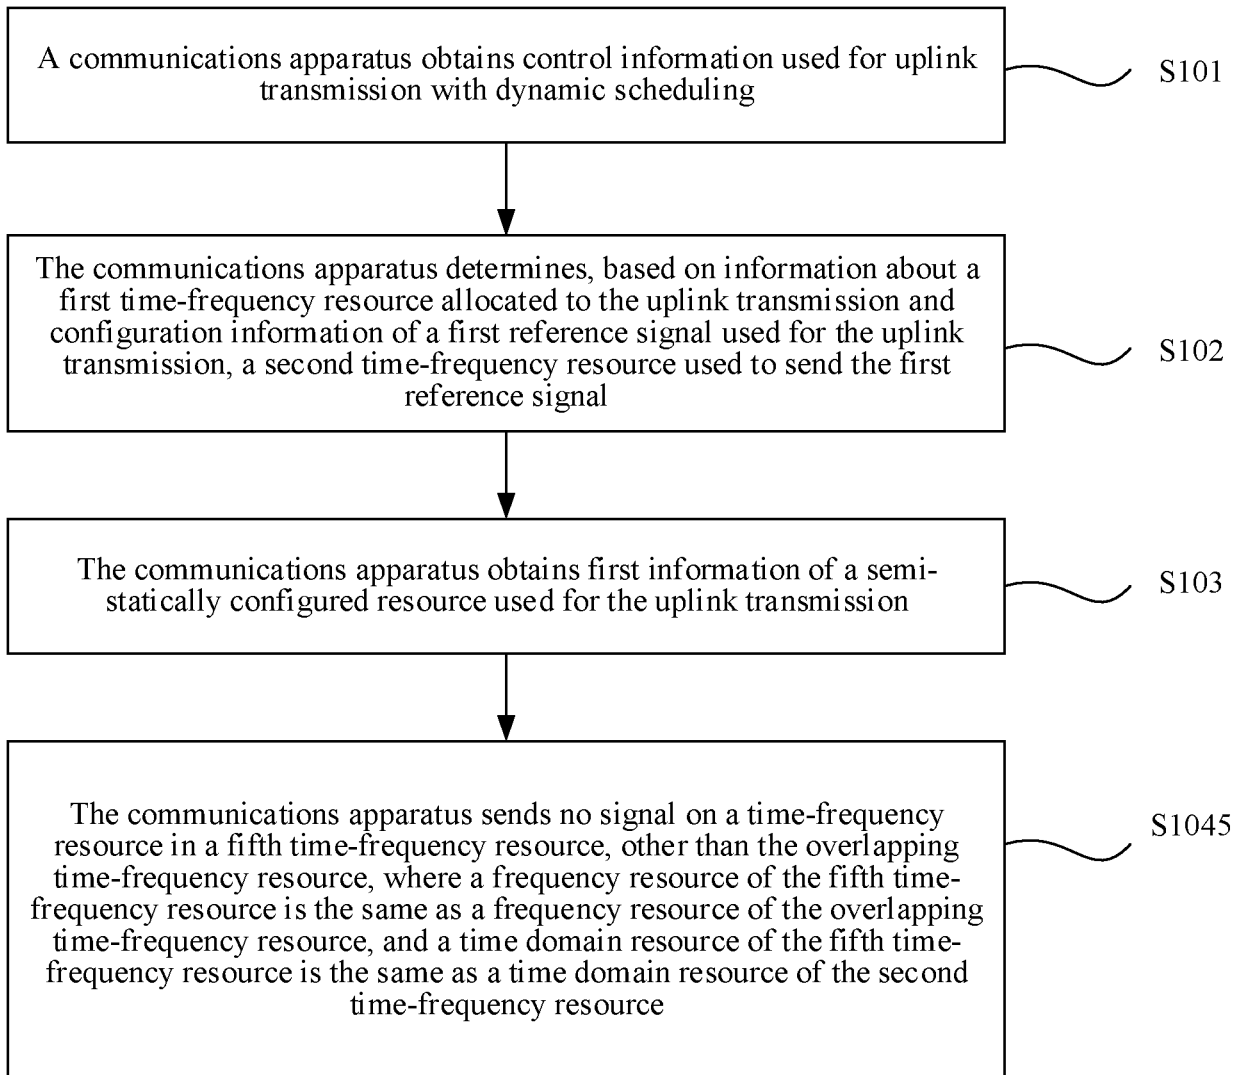 A communications apparatus obtains control information used for uplink
transmission with dynamic scheduling
S101
The communications apparatus determines, based on information about a
first time-frequency resource allocated to the uplink transmission and
configuration information of a first reference signal used for the uplink
transmission, a second time-frequency resource used to send the first
reference signal
S102
The communications apparatus obtains first information of a semi-
statically configured resource used for the uplink transmission
S103
The communications apparatus sends no signal on a time-frequency
resource in a fifth time-frequency resource, other than the overlapping
time-frequency resource, where a frequency resource of the fifth time-
frequency resource is the same as a frequency resource of the overlapping
time-frequency resource, and a time domain resource of the fifth time-
frequency resource is the same as a time domain resource of the second
time-frequency resource
S1045